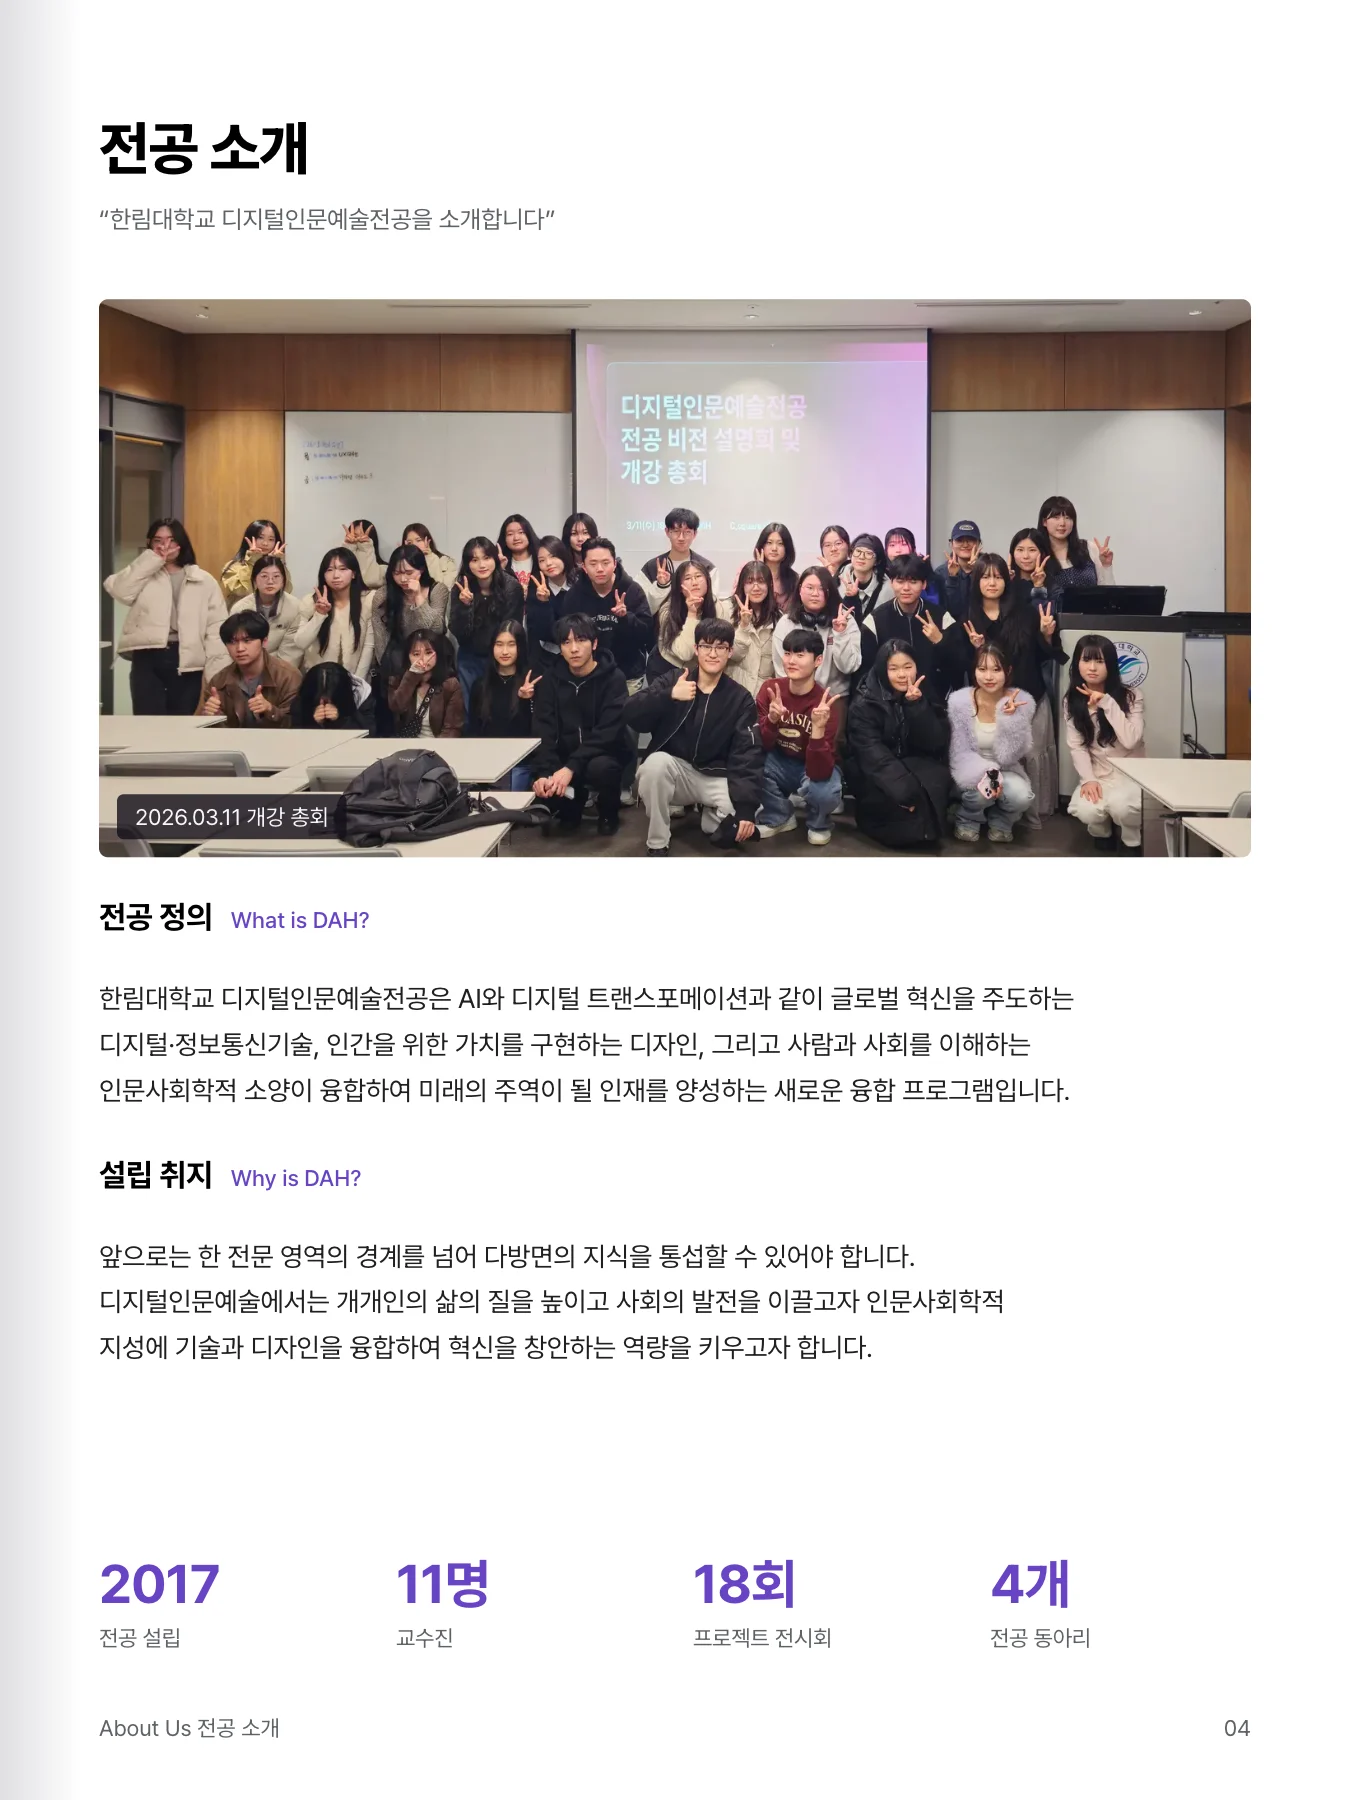 전공 소개
“한림대학교 디지털인문예술전공을 소개합니다”
디지털인문예술전공
전공 비전 설명회 및
개강 총회
2026.03.11 개강 총회
전공 정의 What is DAH?
한림대학교 디지털인문예술전공은 AI와 디지털 트랜스포메이션과 같이 글로벌 혁신을 주도하는
디지털·정보통신기술, 인간을 위한 가치를 구현하는 디자인, 그리고 사람과 사회를 이해하는
인문사회학적 소양이 융합하여 미래의 주역이 될 인재를 양성하는 새로운 융합 프로그램입니다.
설립 취지 Why is DAH?
앞으로는 한 전문 영역의 경계를 넘어 다방면의 지식을 통섭할 수 있어야 합니다.
디지털인문예술에서는 개개인의 삶의 질을 높이고 사회의 발전을 이끌고자 인문사회학적
지성에 기술과 디자인을 융합하여 혁신을 창안하는 역량을 키우고자 합니다.
2017 11명 18회 4개
전공 설립 교수진 프로젝트 전시회 전공 동아리
About Us 전공 소개 04